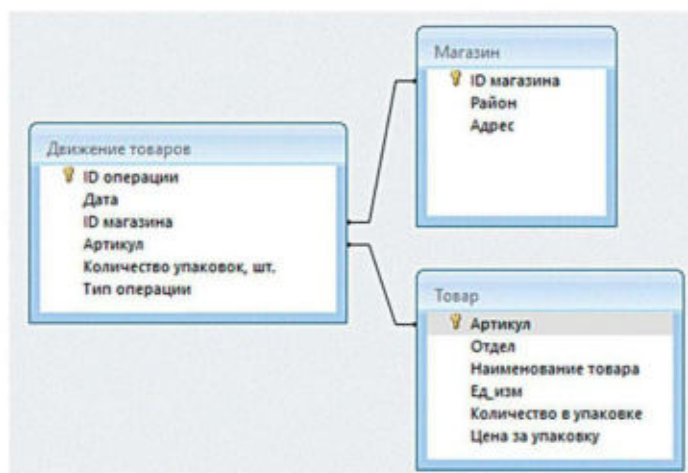 Движение товаров
ID операции
Дата
ID магазина
Артикул
Количество упаковок, шт.
Тип операции
Магазин
ID магазина
Район
Адрес
Товар
Артикул
Отдел
Наименование товара
Ед_изм
Количество в упаковке
Цена за упаковку